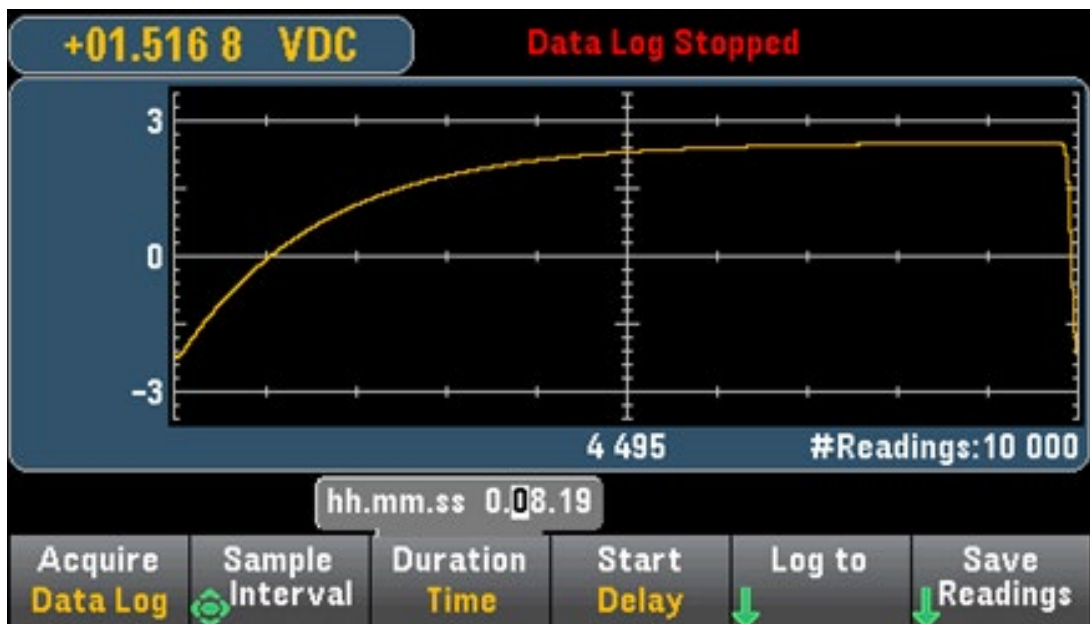 +01.516 8 VDC
Data Log Stopped
3
0
-3
4 495
#Readings:10 000
hh.mm.ss 0.08.19
Acquire
Data Log
Sample
Interval
Duration
Time
Start
Delay
Log to
Save
Readings